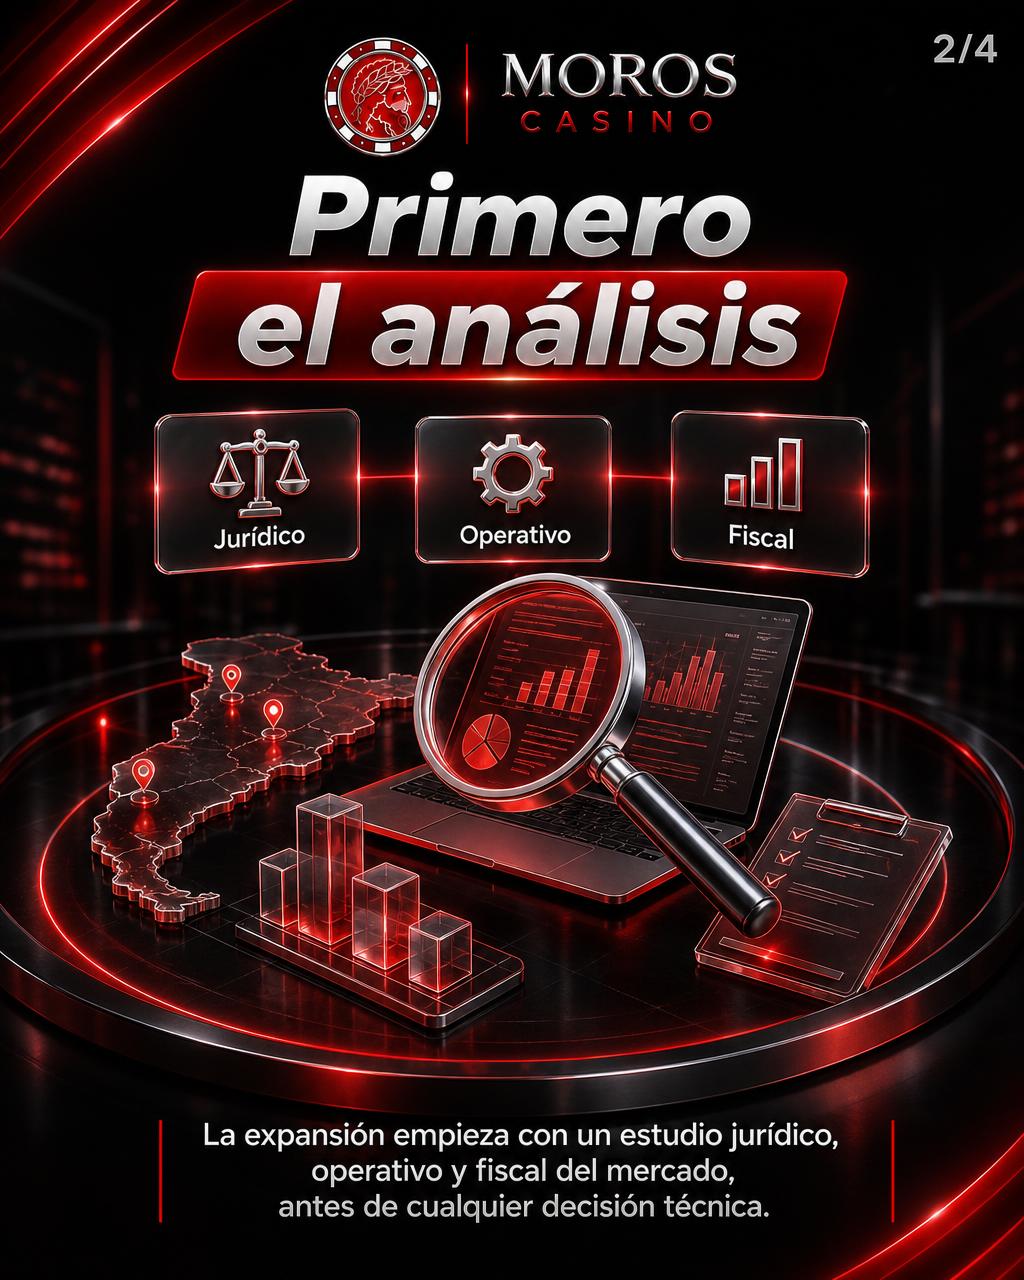 2/4
MOROS
CASINO
Primero
el análisis
Jurídico
Operativo
Fiscal
La expansión empieza con un estudio jurídico,
operativo y fiscal del mercado,
antes de cualquier decisión técnica.